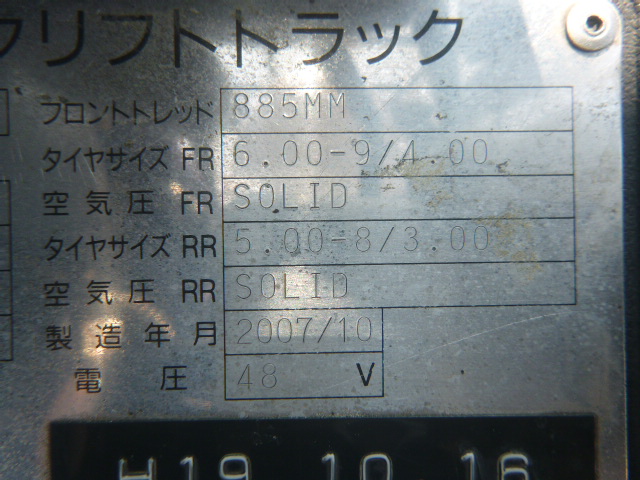 フリフトトラック
フロントトレッド 885MM
タイヤサイズ FR 6.00-9/4.00
空気圧 FR SOLID
タイヤサイズ RR 5.00-8/3.00
空気圧 RR SOLID
製造年月 2007/10
電圧 48 V
H19 10 16